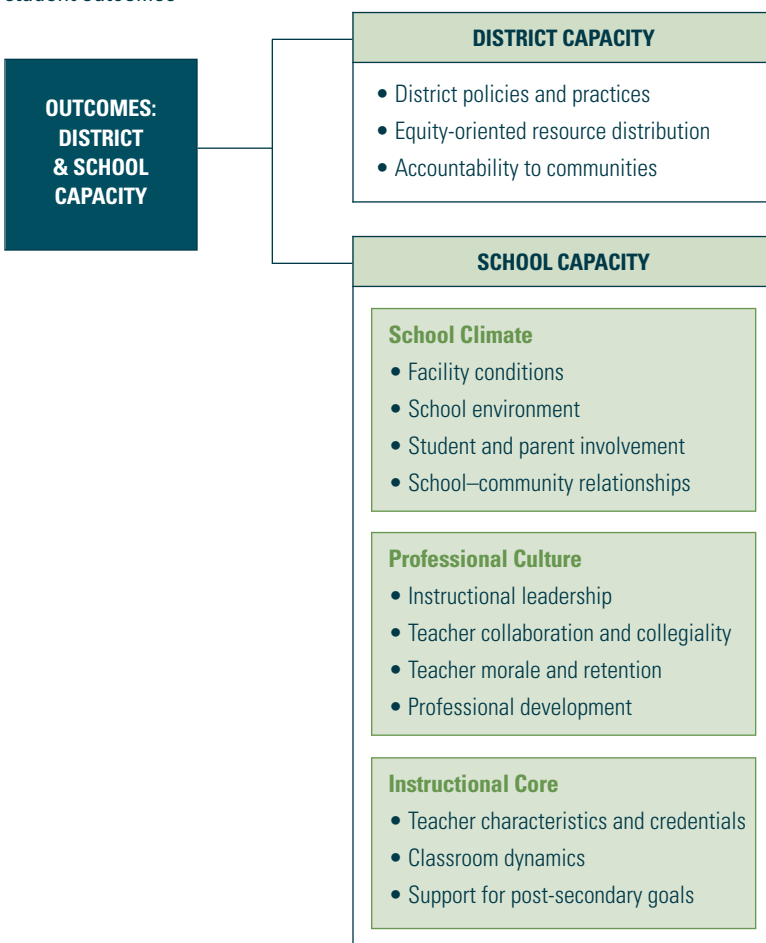 student outcomes
OUTCOMES:
DISTRICT
& SCHOOL
CAPACITY
DISTRICT CAPACITY
• District policies and practices
• Equity-oriented resource distribution
• Accountability to communities
SCHOOL CAPACITY
School Climate
• Facility conditions
• School environment
• Student and parent involvement
• School–community relationships
Professional Culture
• Instructional leadership
• Teacher collaboration and collegiality
• Teacher morale and retention
• Professional development
Instructional Core
• Teacher characteristics and credentials
• Classroom dynamics
• Support for post-secondary goals